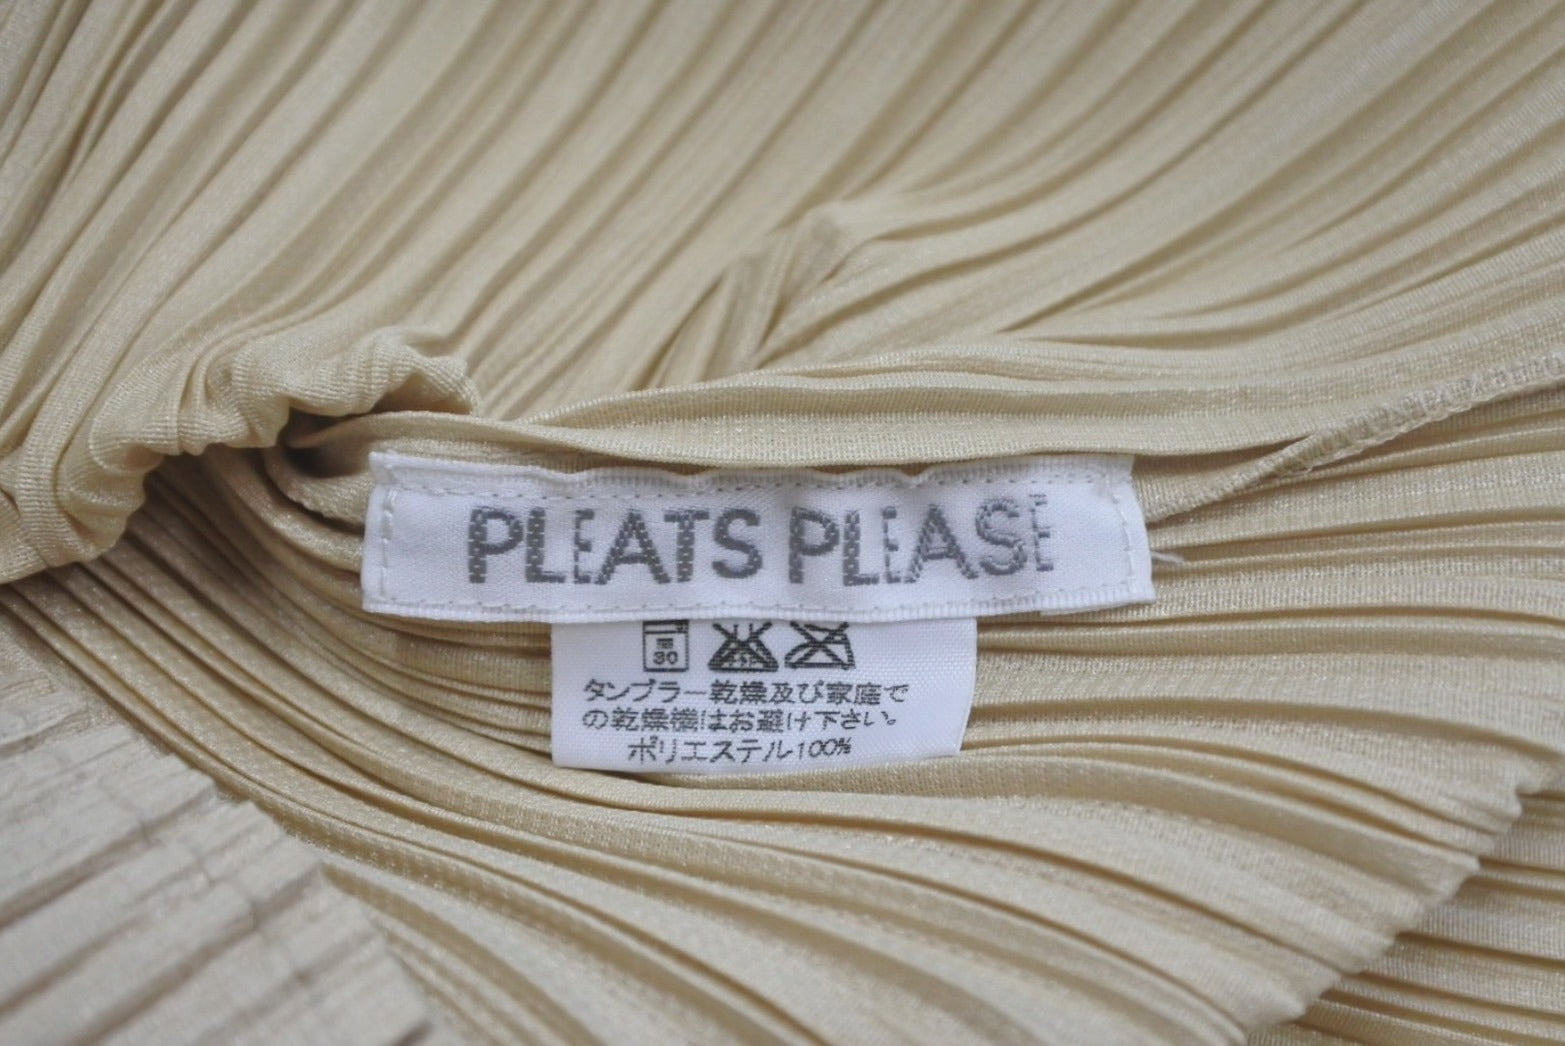 PLEATS PLEASE
30
タンブラー乾燥及び家庭で
の乾燥機はお避け下さい。
ポリエステル100%